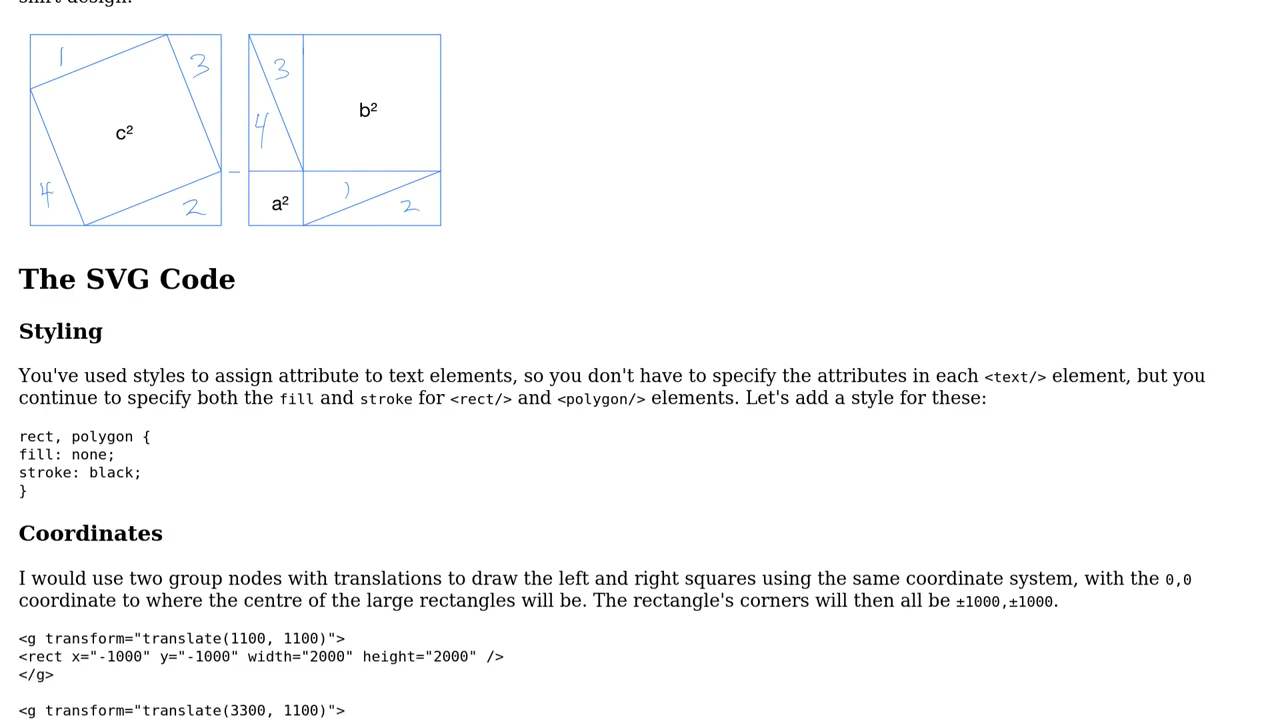 shirt design.
1
3
3
b²
c²
4
4
1
a²
2
2
The SVG Code
Styling
You've used styles to assign attribute to text elements, so you don't have to specify the attributes in each <text/> element, but you
continue to specify both the fill and stroke for <rect/> and <polygon/> elements. Let's add a style for these:
rect, polygon {
fill: none;
stroke: black;
}
Coordinates
I would use two group nodes with translations to draw the left and right squares using the same coordinate system, with the 0,0
coordinate to where the centre of the large rectangles will be. The rectangle's corners will then all be ±1000,±1000.
<g transform="translate(1100, 1100)">
<rect x="-1000" y="-1000" width="2000" height="2000" />
</g>
<g transform="translate(3300, 1100)">